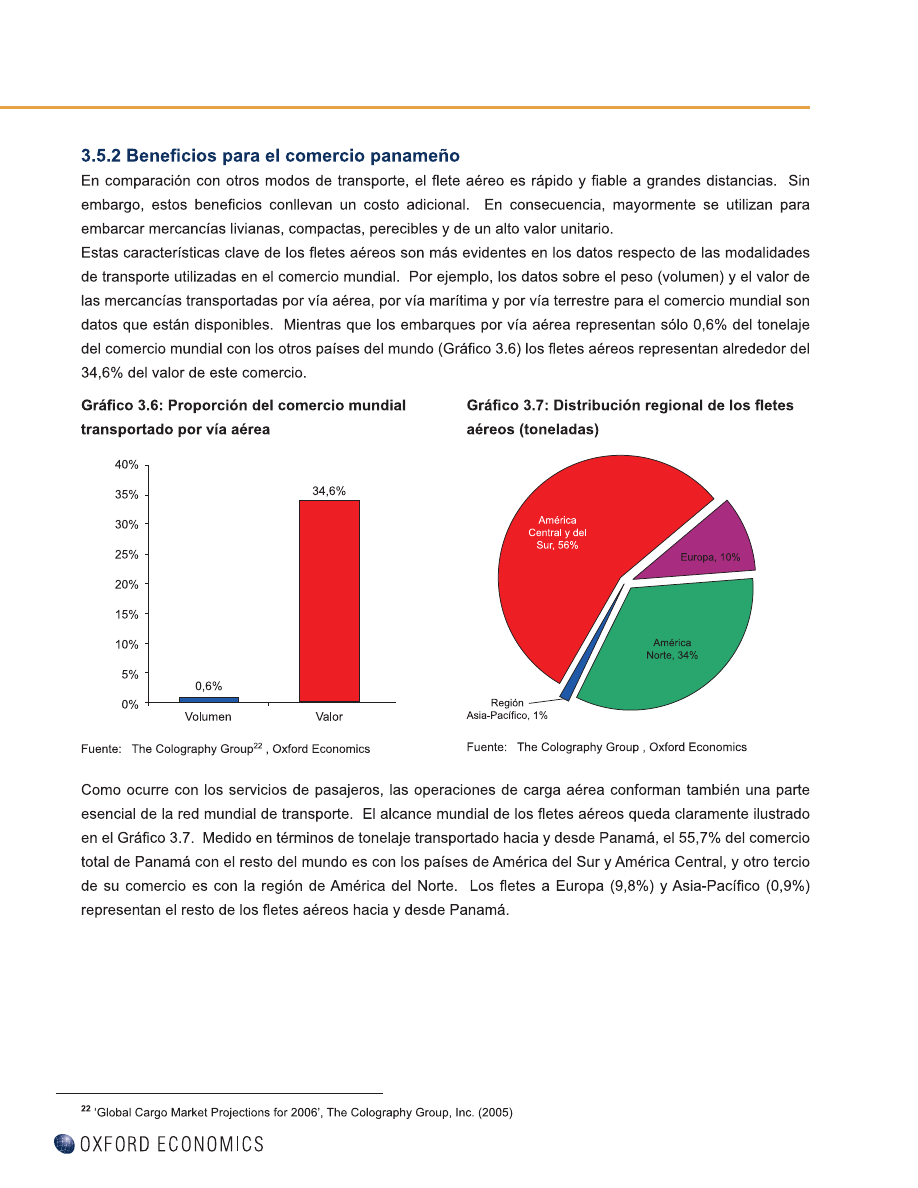 3.5.2 Beneficios para el comercio panameño
En comparación con otros modos de transporte, el flete aéreo es rápido y fiable a grandes distancias. Sin
embargo, estos beneficios conllevan un costo adicional. En consecuencia, mayormente se utilizan para
embarcar mercancías livianas, compactas, perecibles y de un alto valor unitario.
Estas características clave de los fletes aéreos son más evidentes en los datos respecto de las modalidades
de transporte utilizadas en el comercio mundial. Por ejemplo, los datos sobre el peso (volumen) y el valor de
las mercancías transportadas por vía aérea, por vía marítima y por vía terrestre para el comercio mundial son
datos que están disponibles. Mientras que los embarques por vía aérea representan sólo 0,6% del tonelaje
del comercio mundial con los otros países del mundo (Gráfico 3.6) los fletes aéreos representan alrededor del
34,6% del valor de este comercio.
Gráfico 3.6: Proporción del comercio mundial
transportado por vía aérea
40%
35%
30%
25%
20%
15%
10%
5%
0%
0,6%
34,6%
Volumen
Valor
Fuente: The Colography Group22 , Oxford Economics
Gráfico 3.7: Distribución regional de los fletes
aéreos (toneladas)
América
Central y del
Sur, 56%
Europa, 10%
América
Norte, 34%
Región
Asia-Pacífico, 1%
Fuente: The Colography Group , Oxford Economics
Como ocurre con los servicios de pasajeros, las operaciones de carga aérea conforman también una parte
esencial de la red mundial de transporte. El alcance mundial de los fletes aéreos queda claramente ilustrado
en el Gráfico 3.7. Medido en términos de tonelaje transportado hacia y desde Panamá, el 55,7% del comercio
total de Panamá con el resto del mundo es con los países de América del Sur y América Central, y otro tercio
de su comercio es con la región de América del Norte. Los fletes a Europa (9,8%) y Asia-Pacífico (0,9%)
representan el resto de los fletes aéreos hacia y desde Panamá.
22 'Global Cargo Market Projections for 2006', The Colography Group, Inc. (2005)
OXFORD ECONOMICS